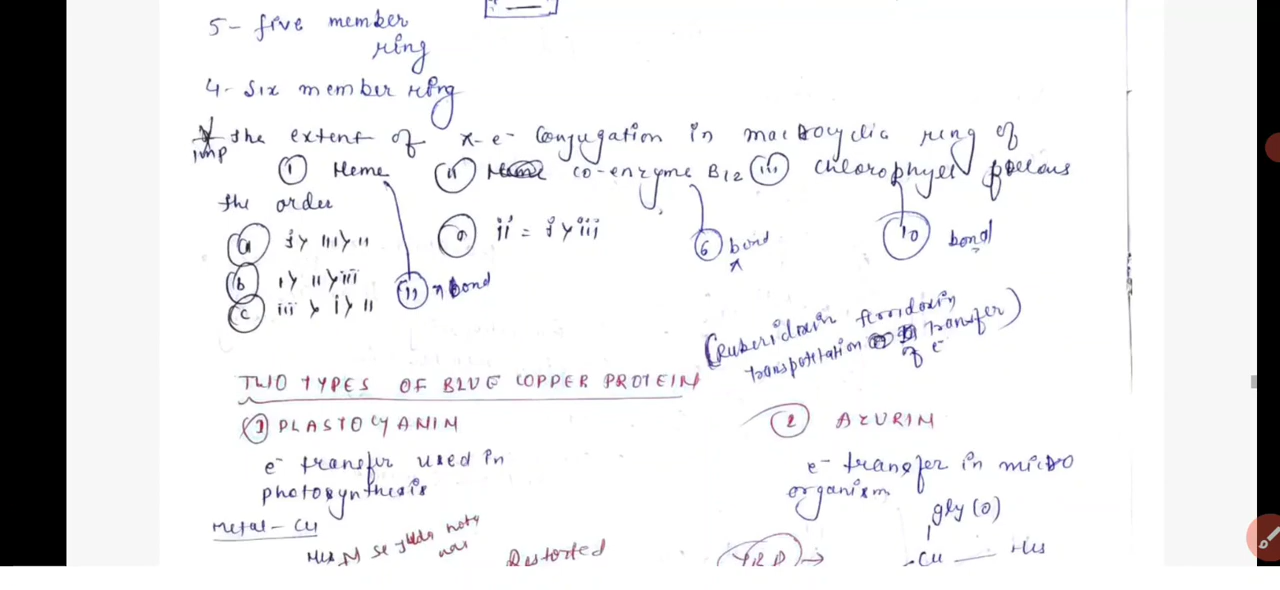 5- five member
ring
4- Six member ring
the extent of π-e- Conjugation in macrocyclic ring of
imp
(i) Heme (ii) co-enzyme B12 (iii) chlorophyll follows
the order
(a) i > iii > ii
(d) ii = i > iii
(b) i > ii > iii
(c) iii > i > ii
(11) π bond
(6) bond
π
(10) bond
(Ruberidoxin ferridoxin
transportation transfer)
of e-
TWO TYPES OF BLUE COPPER PROTEIN
(1) PLASTOCYANIN
(2) AZURIN
e- transfer used in
photosynthesis
e- transfer in micro
organism
Metal - Cu
gly (O)
Distorted
Cu — His